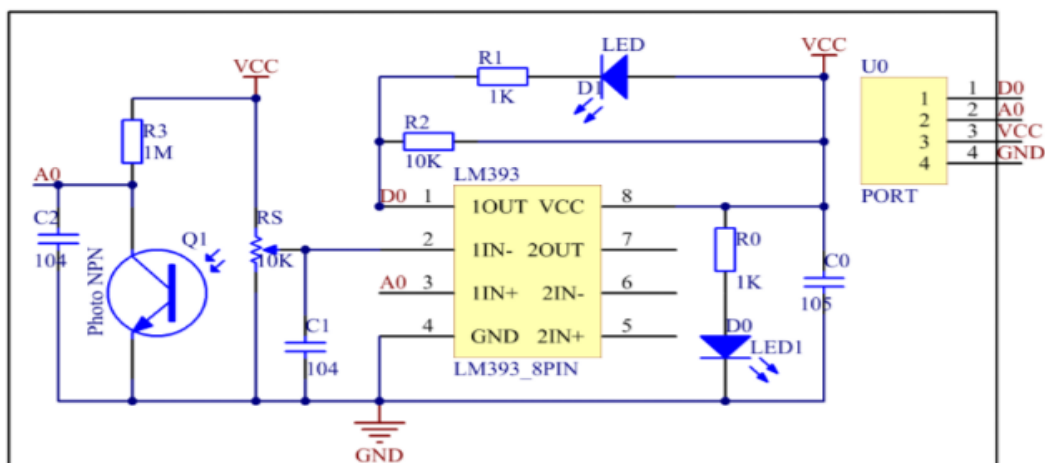 VCC
R3
1M
A0
C2
104
Photo NPN
Q1
RS
10K
C1
104
R1
1K
LED
D1
R2
10K
LM393
D0
1
1OUT
VCC
8
2
1IN-
2OUT
7
A0
3
1IN+
2IN-
6
4
GND
2IN+
5
LM393_8PIN
GND
VCC
R0
1K
D0
LED1
C0
105
U0
1
1
D0
2
2
A0
3
3
VCC
4
4
GND
PORT